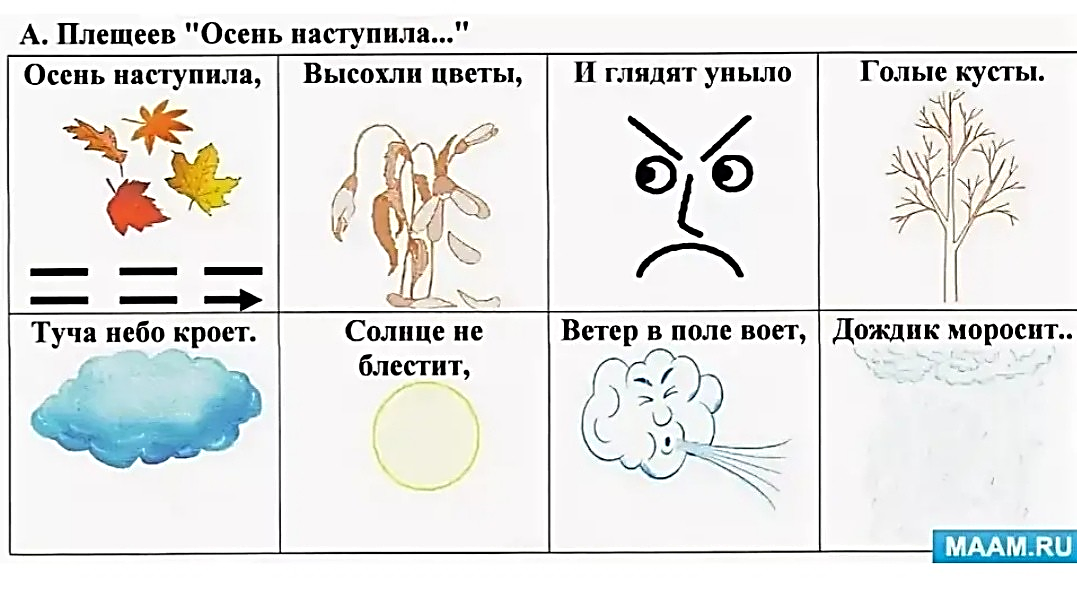 А. Плещеев "Осень наступила..."
Осень наступила,
Высохли цветы,
И глядят уныло
Голые кусты.
Туча небо кроет.
Солнце не
блестит,
Ветер в поле воет,
Дождик моросит..
MAAM.RU